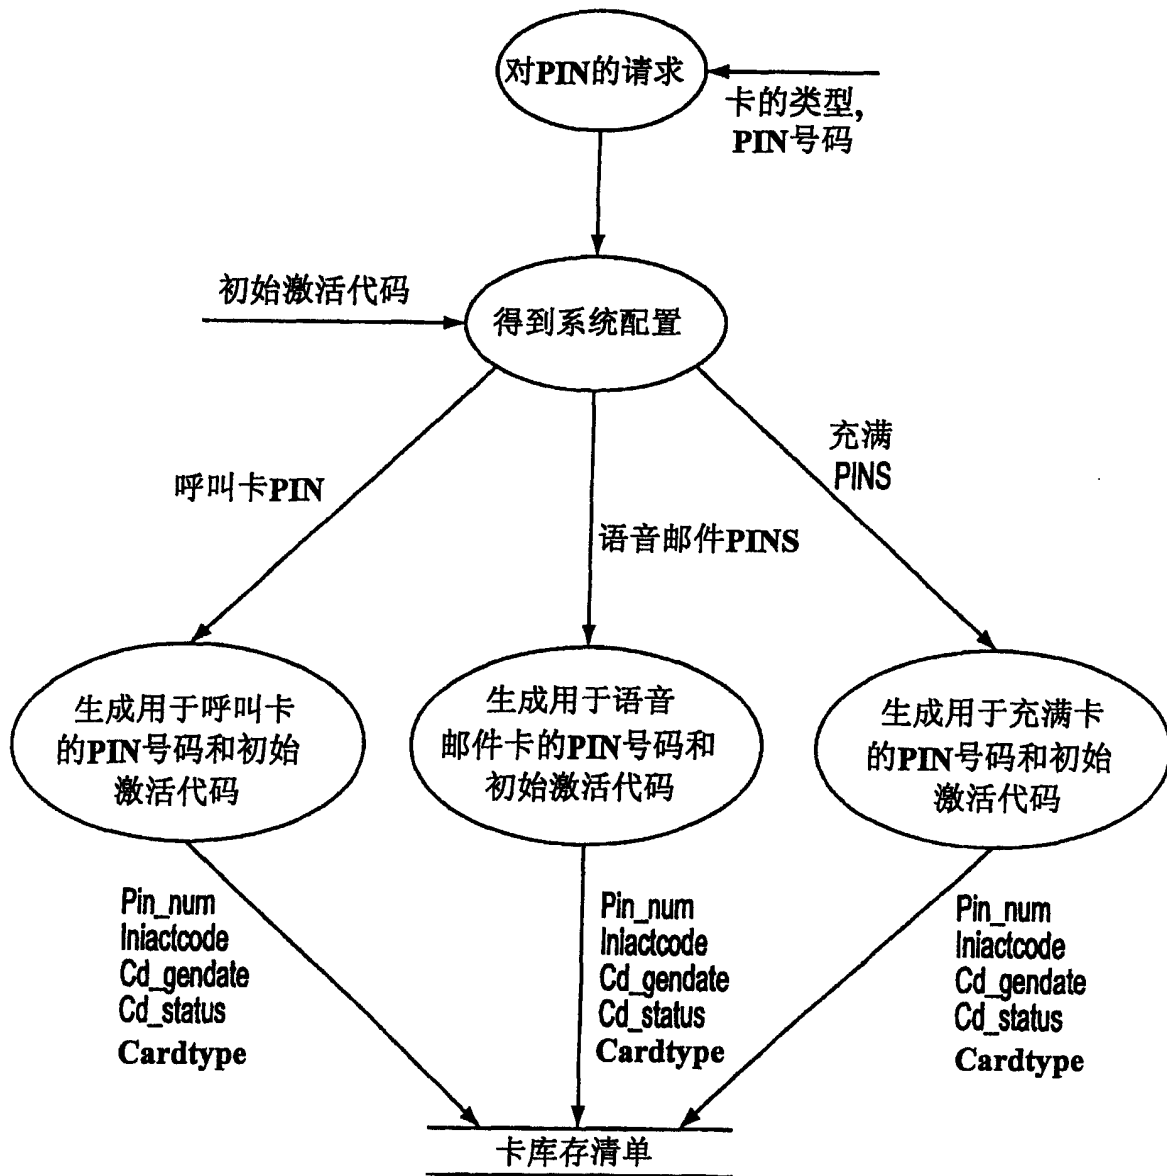 对PIN的请求
卡的类型,
PIN号码
初始激活代码
得到系统配置
呼叫卡PIN
语音邮件PINS
充满
PINS
生成用于呼叫卡
的PIN号码和初始
激活代码
生成用于语音
邮件卡的PIN号码和
初始激活代码
生成用于充满卡
的PIN号码和初始
激活代码
Pin_num
Iniactcode
Cd_gendate
Cd_status
Cardtype
Pin_num
Iniactcode
Cd_gendate
Cd_status
Cardtype
Pin_num
Iniactcode
Cd_gendate
Cd_status
Cardtype
卡库存清单